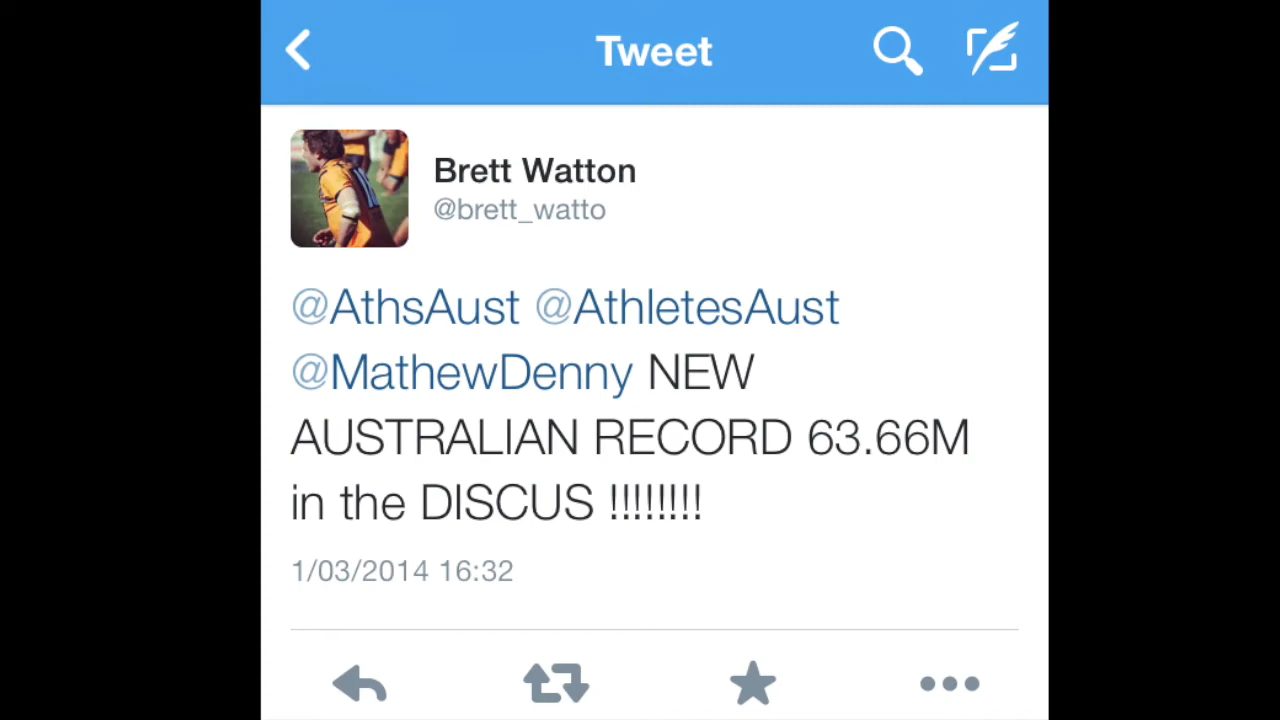 Tweet
Brett Watton
@brett_watto
@AthsAust @AthletesAust
@MathewDenny NEW
AUSTRALIAN RECORD 63.66M
in the DISCUS !!!!!!!!
1/03/2014 16:32